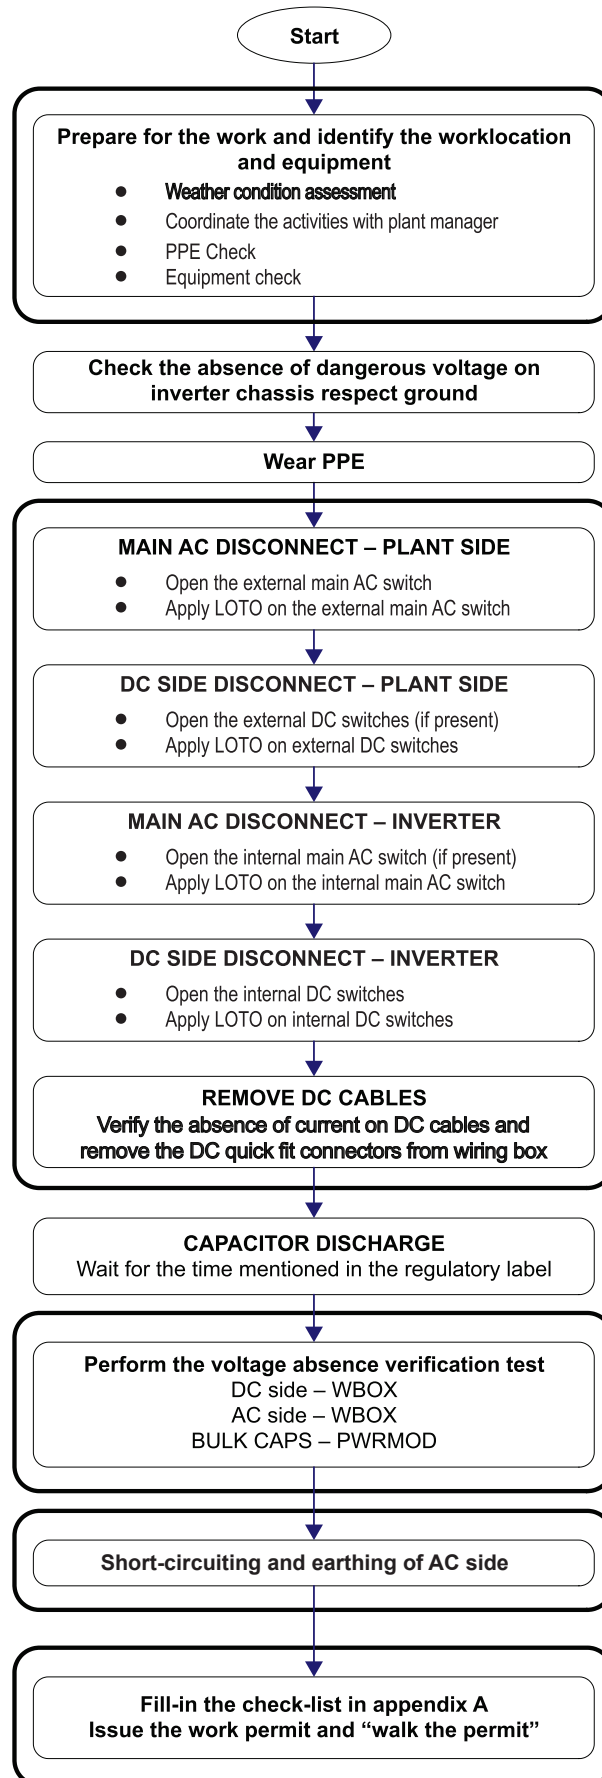 Start
Prepare for the work and identify the worklocation
and equipment
● Weather condition assessment
● Coordinate the activities with plant manager
● PPE Check
● Equipment check
Check the absence of dangerous voltage on
inverter chassis respect ground
Wear PPE
MAIN AC DISCONNECT – PLANT SIDE
● Open the external main AC switch
● Apply LOTO on the external main AC switch
DC SIDE DISCONNECT – PLANT SIDE
● Open the external DC switches (if present)
● Apply LOTO on external DC switches
MAIN AC DISCONNECT – INVERTER
● Open the internal main AC switch (if present)
● Apply LOTO on the internal main AC switch
DC SIDE DISCONNECT – INVERTER
● Open the internal DC switches
● Apply LOTO on internal DC switches
REMOVE DC CABLES
Verify the absence of current on DC cables and
remove the DC quick fit connectors from wiring box
CAPACITOR DISCHARGE
Wait for the time mentioned in the regulatory label
Perform the voltage absence verification test
DC side – WBOX
AC side – WBOX
BULK CAPS – PWRMOD
Short-circuiting and earthing of AC side
Fill-in the check-list in appendix A
Issue the work permit and “walk the permit”